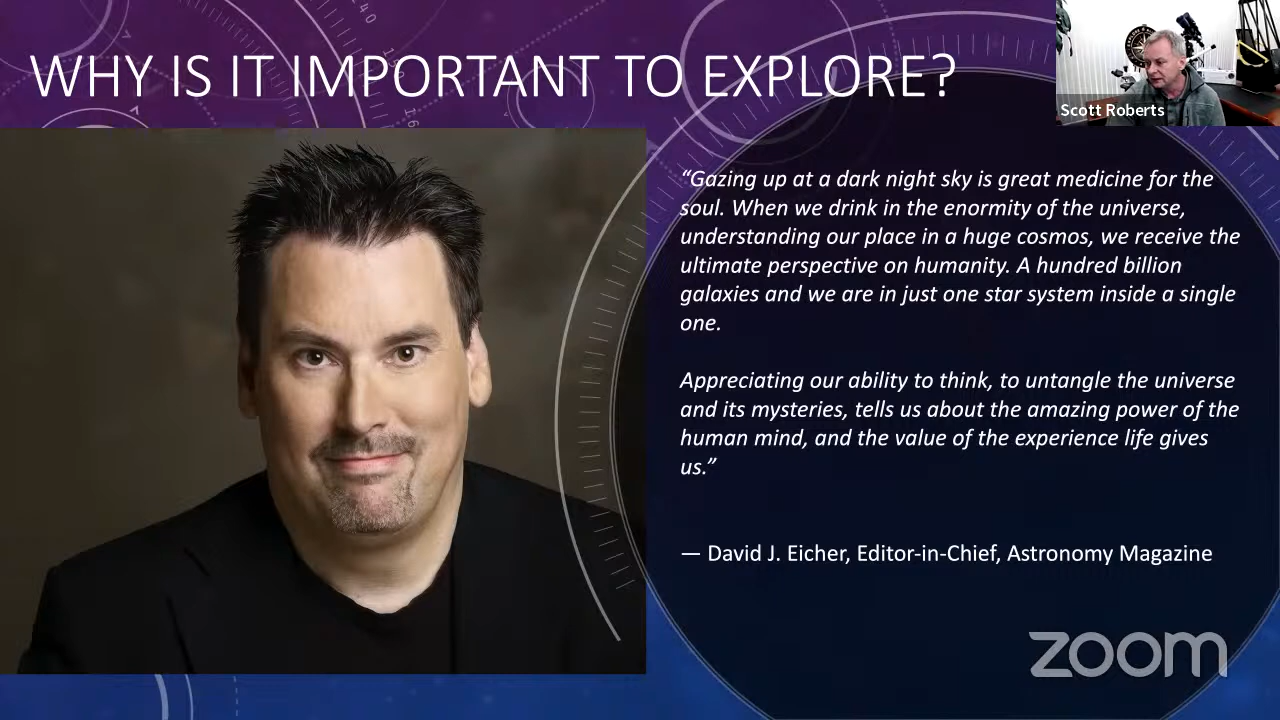 WHY IS IT IMPORTANT TO EXPLORE?
Scott Roberts
“Gazing up at a dark night sky is great medicine for the
soul. When we drink in the enormity of the universe,
understanding our place in a huge cosmos, we receive the
ultimate perspective on humanity. A hundred billion
galaxies and we are in just one star system inside a single
one.
Appreciating our ability to think, to untangle the universe
and its mysteries, tells us about the amazing power of the
human mind, and the value of the experience life gives
us.”
— David J. Eicher, Editor-in-Chief, Astronomy Magazine
zoom